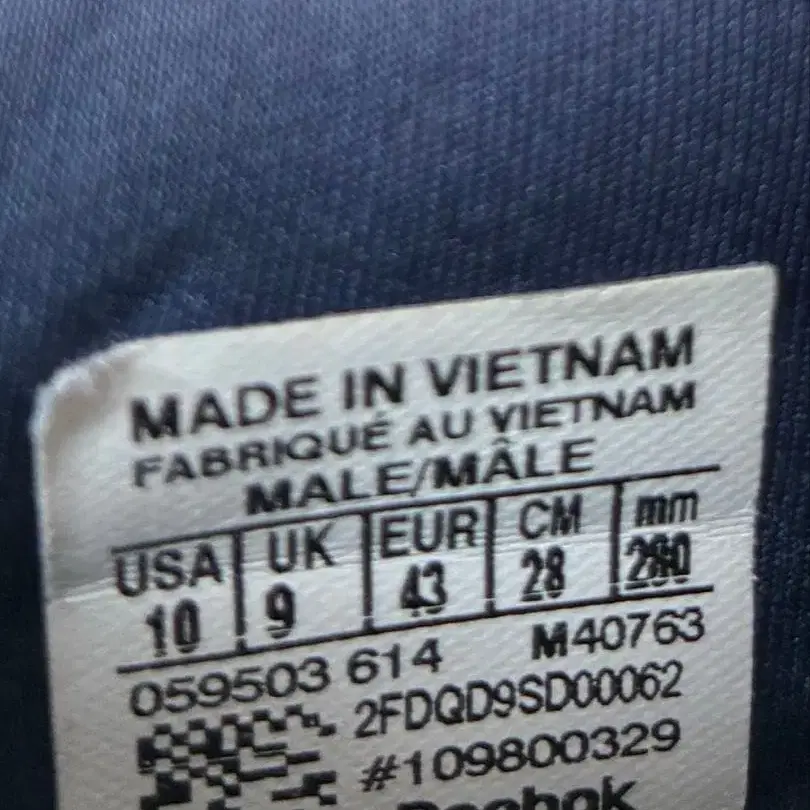 MADE IN VIETNAM
FABRIQUÉ AU VIETNAM
MALE/MÂLE
USA UK EUR CM mm
10 9 43 28 280
059503 614 M40763
2FDQD9SD00062
#109800329
Reebok